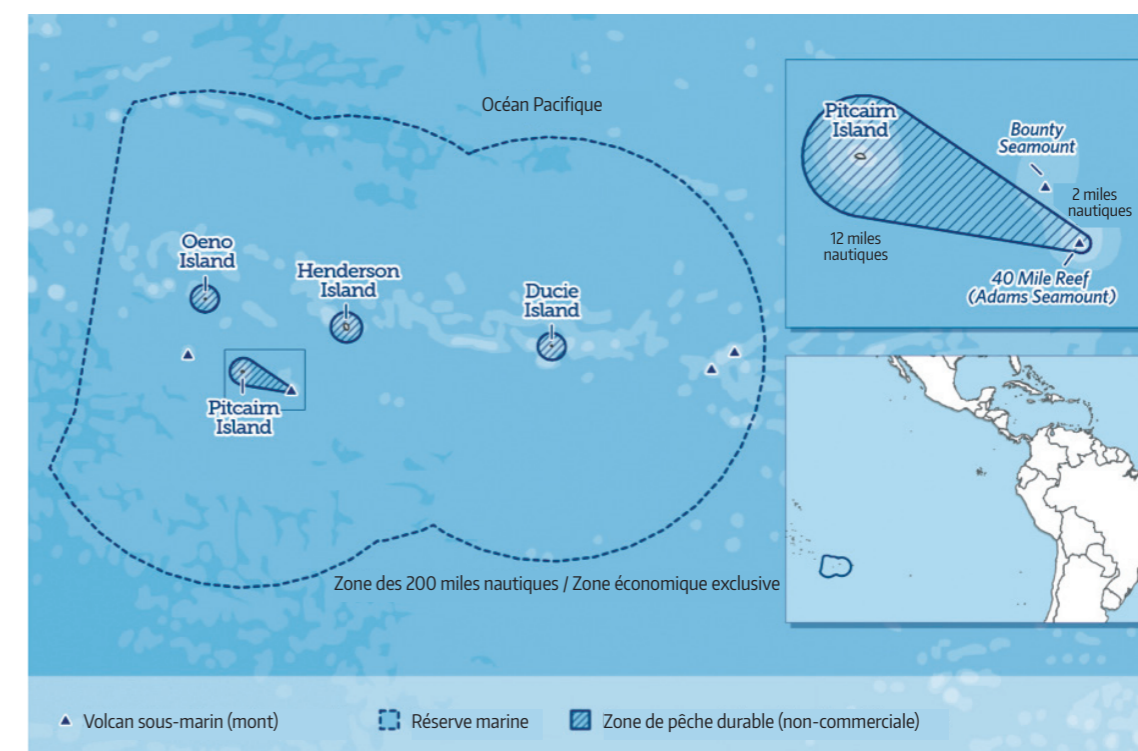 Océan Pacifique
Oeno
Island
Henderson
Island
Ducie
Island
Pitcairn
Island
Zone des 200 miles nautiques / Zone économique exclusive
Pitcairn
Island
Bounty
Seamount
2 miles
nautiques
12 miles
nautiques
40 Mile Reef
(Adams Seamount)
Volcan sous-marin (mont)
Réserve marine
Zone de pêche durable (non-commerciale)